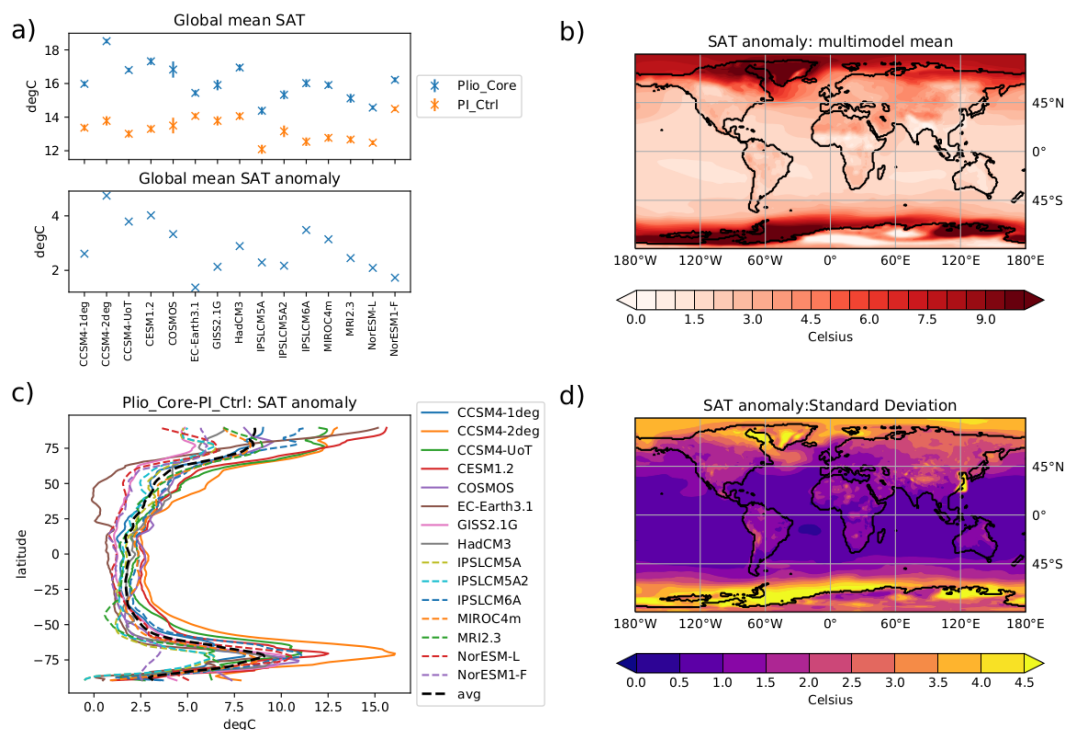 a)
Global mean SAT
degC
18
16
14
12
Plio_Core
PI_Ctrl
Global mean SAT anomaly
degC
4
2
CCSM4-1deg
CCSM4-2deg
CCSM4-UoT
CESM1.2
COSMOS
EC-Earth3.1
GISS2.1G
HadCM3
IPSLCM5A
IPSLCM5A2
IPSLCM6A
MIROC4m
MRI2.3
NorESM-L
NorESM1-F
b)
SAT anomaly: multimodel mean
45°N
0°
45°S
180°W 120°W 60°W 0° 60°E 120°E 180°E
0.0 1.5 3.0 4.5 6.0 7.5 9.0
Celsius
c)
Plio_Core-PI_Ctrl: SAT anomaly
latitude
75
50
25
0
−25
−50
−75
0.0 2.5 5.0 7.5 10.0 12.5 15.0
degC
CCSM4-1deg
CCSM4-2deg
CCSM4-UoT
CESM1.2
COSMOS
EC-Earth3.1
GISS2.1G
HadCM3
IPSLCM5A
IPSLCM5A2
IPSLCM6A
MIROC4m
MRI2.3
NorESM-L
NorESM1-F
avg
d)
SAT anomaly:Standard Deviation
45°N
0°
45°S
180°W 120°W 60°W 0° 60°E 120°E 180°E
0.0 0.5 1.0 1.5 2.0 2.5 3.0 3.5 4.0 4.5
Celsius